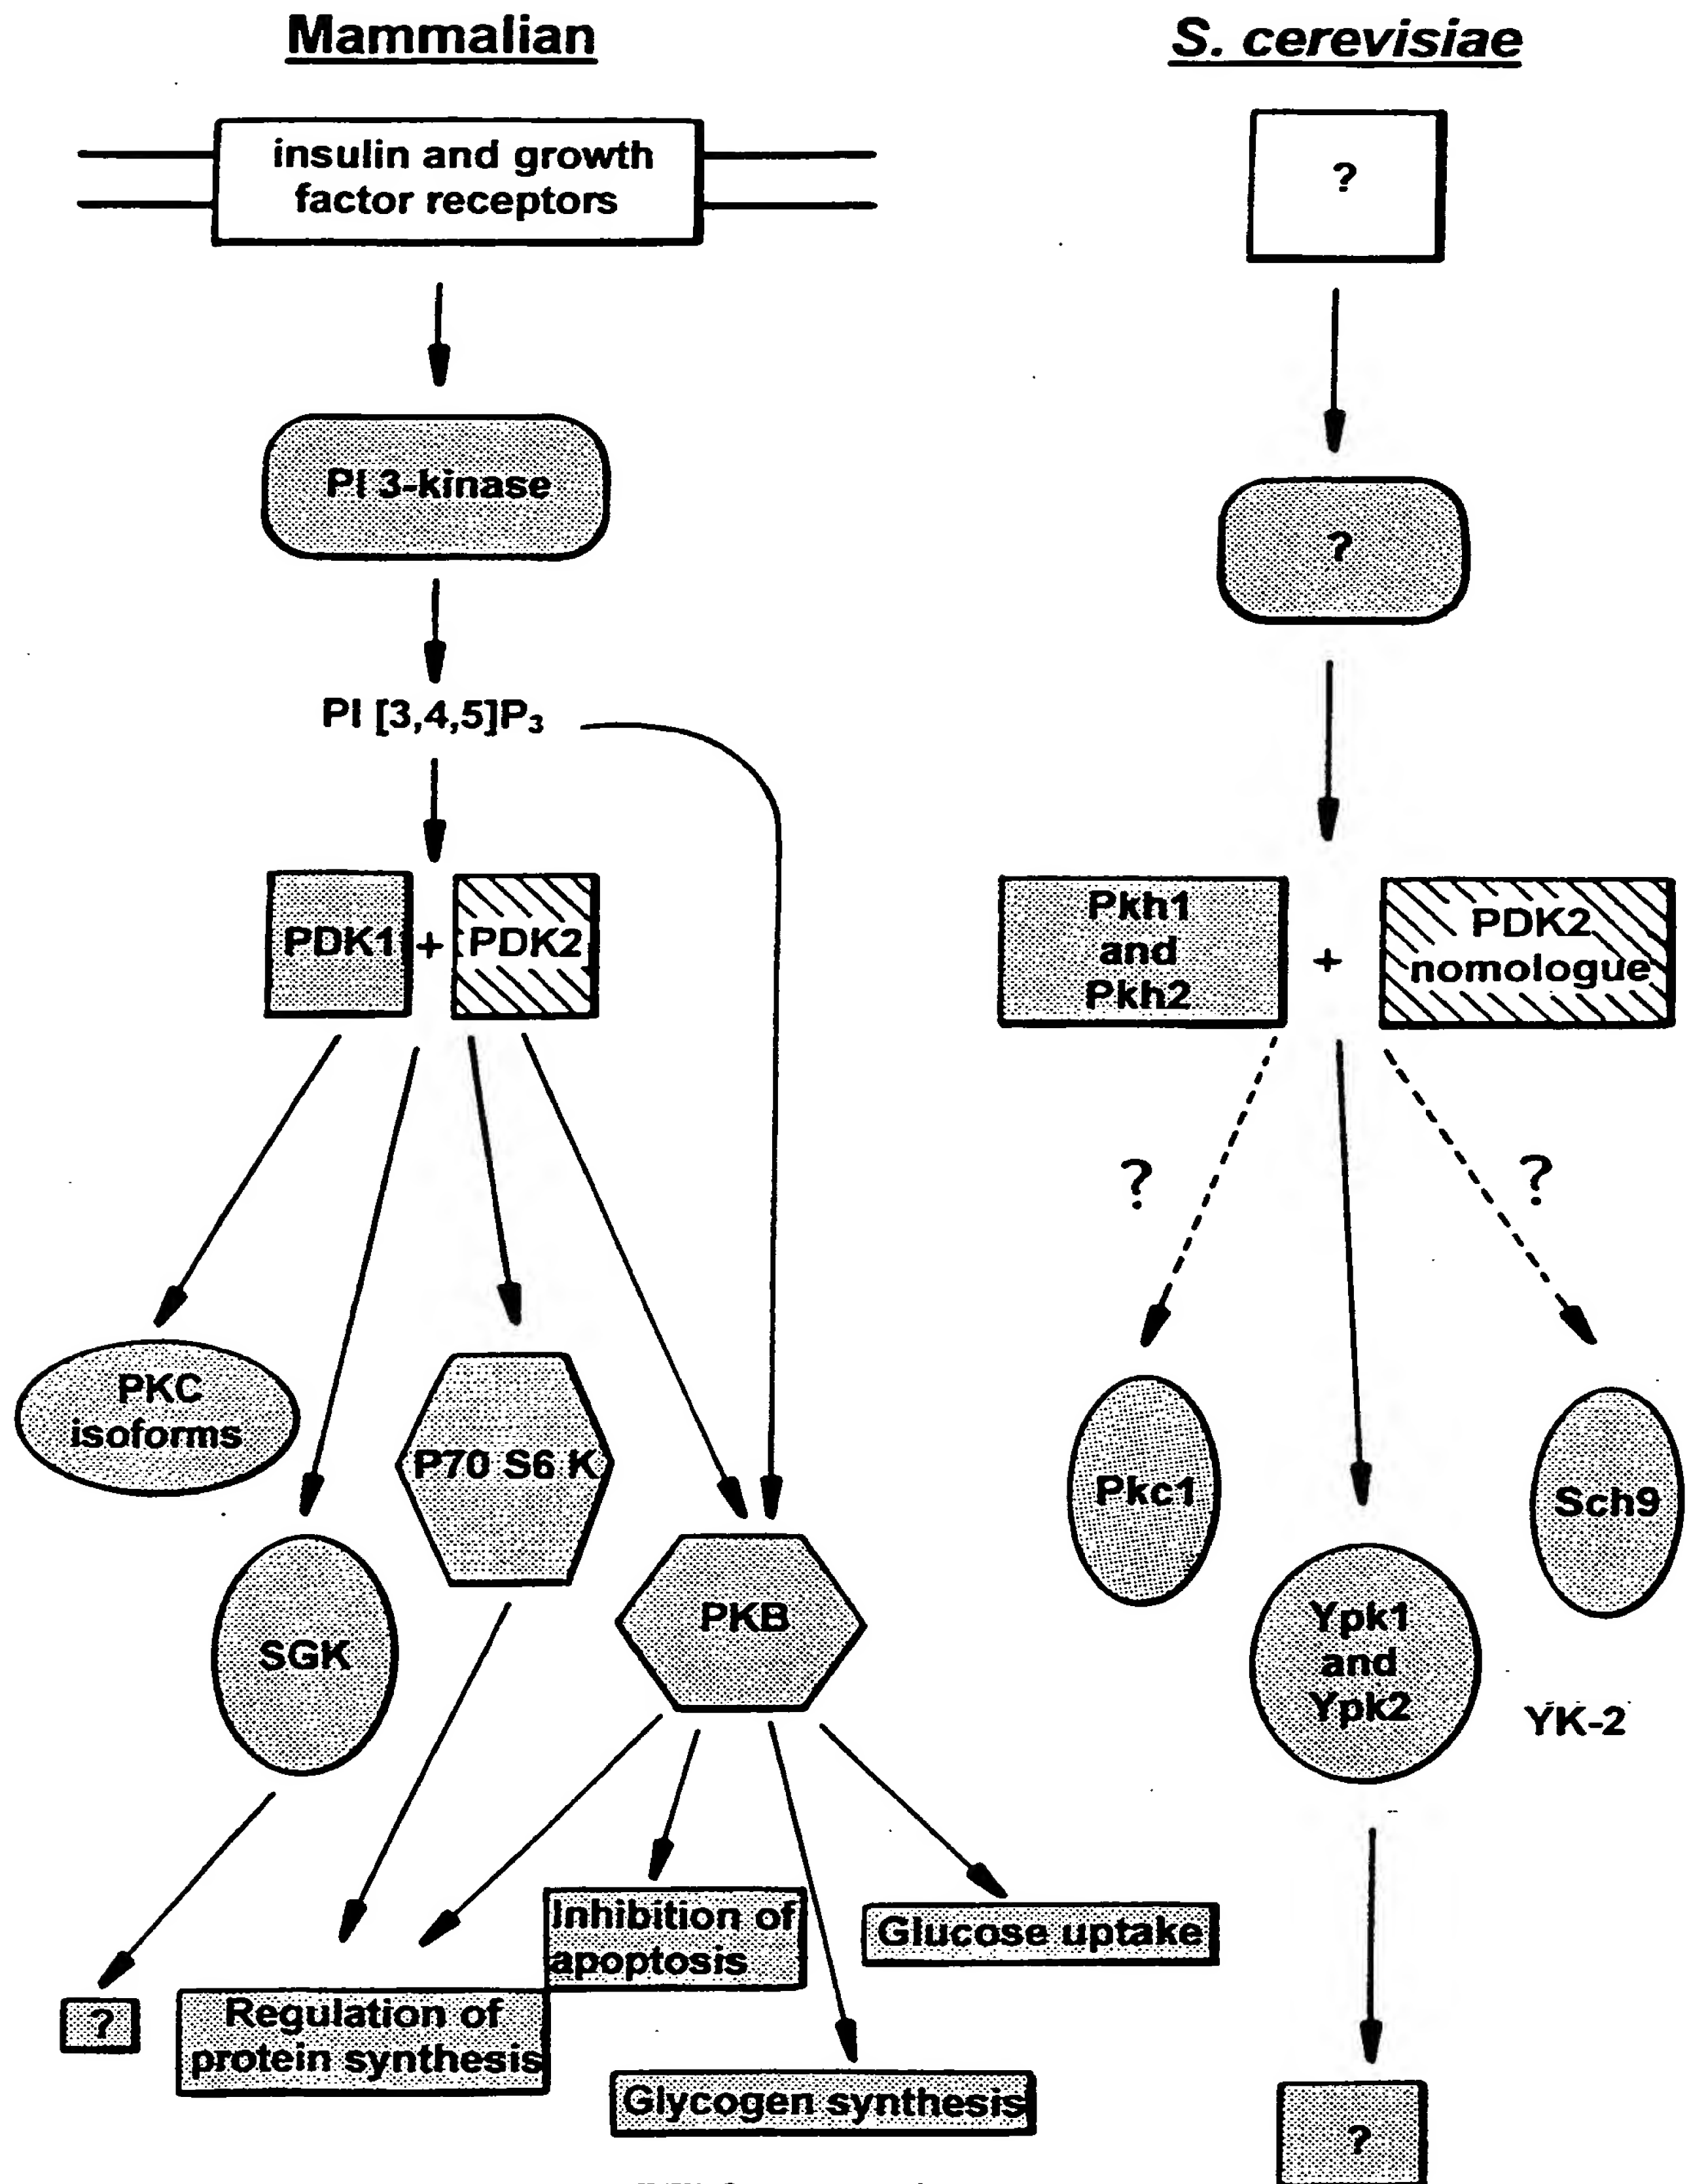 Mammalian
insulin and growth
factor receptors
PI 3-kinase
PI [3,4,5]P₃
PDK1
+
PDK2
PKC
isoforms
P70 S6 K
SGK
PKB
Inhibition of
apoptosis
Glucose uptake
?
Regulation of
protein synthesis
Glycogen synthesis
S. cerevisiae
?
?
Pkh1
and
Pkh2
+
PDK2
nomologue
?
?
Pkc1
Sch9
Ypk1
and
Ypk2
YK-2
?